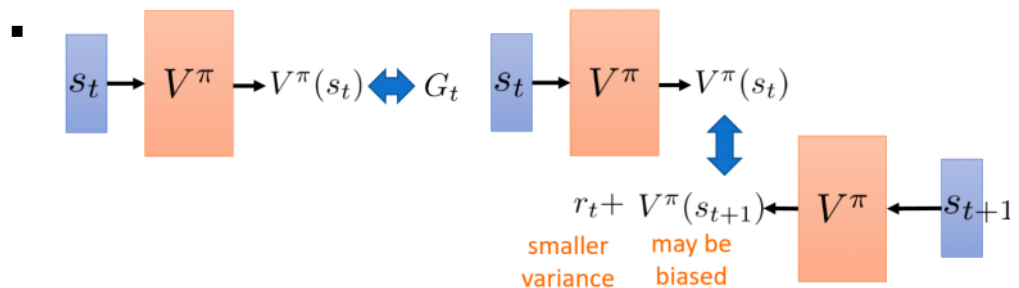 s_t V^π V^π(s_t) G_t
s_t V^π V^π(s_t)
r_t + V^π(s_{t+1}) V^π s_{t+1}
smaller variance
may be biased